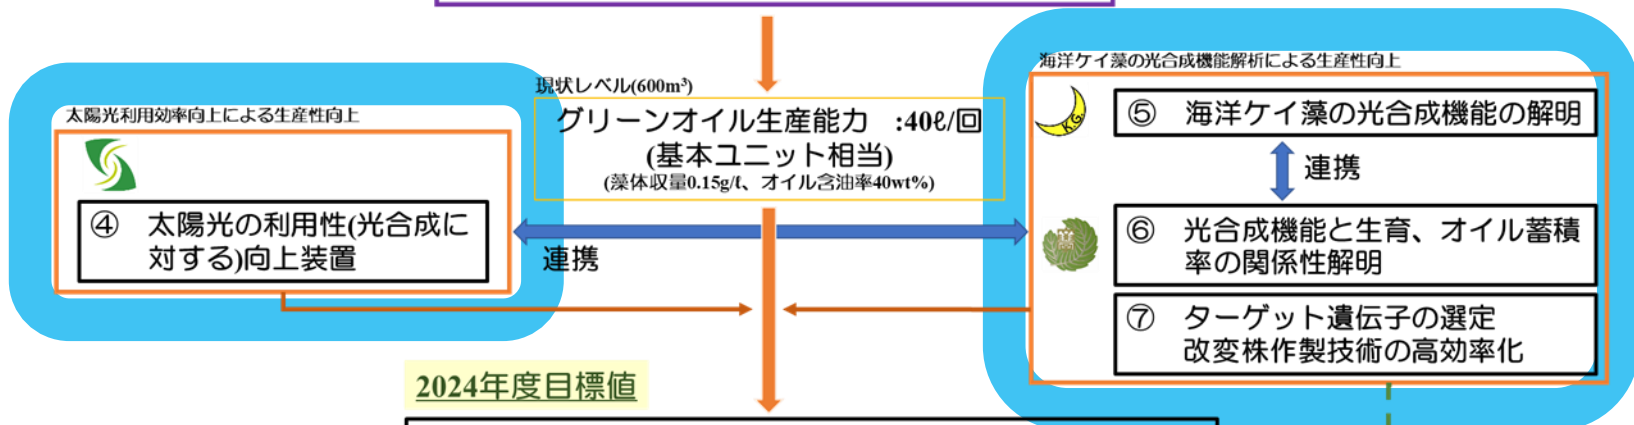 海洋ケイ藻の光合成機能解析による生産性向上
現状レベル(600m³)
太陽光利用効率向上による生産性向上
グリーンオイル生産能力 :40ℓ/回
(基本ユニット相当)
(藻体収量0.15g/ℓ、オイル含油率40wt%)
K.G.
⑤ 海洋ケイ藻の光合成機能の解明
連携
④ 太陽光の利用性(光合成に
対する)向上装置
連携
⑥ 光合成機能と生育、オイル蓄積
率の関係性解明
⑦ ターゲット遺伝子の選定
改変株作製技術の高効率化
2024年度目標値